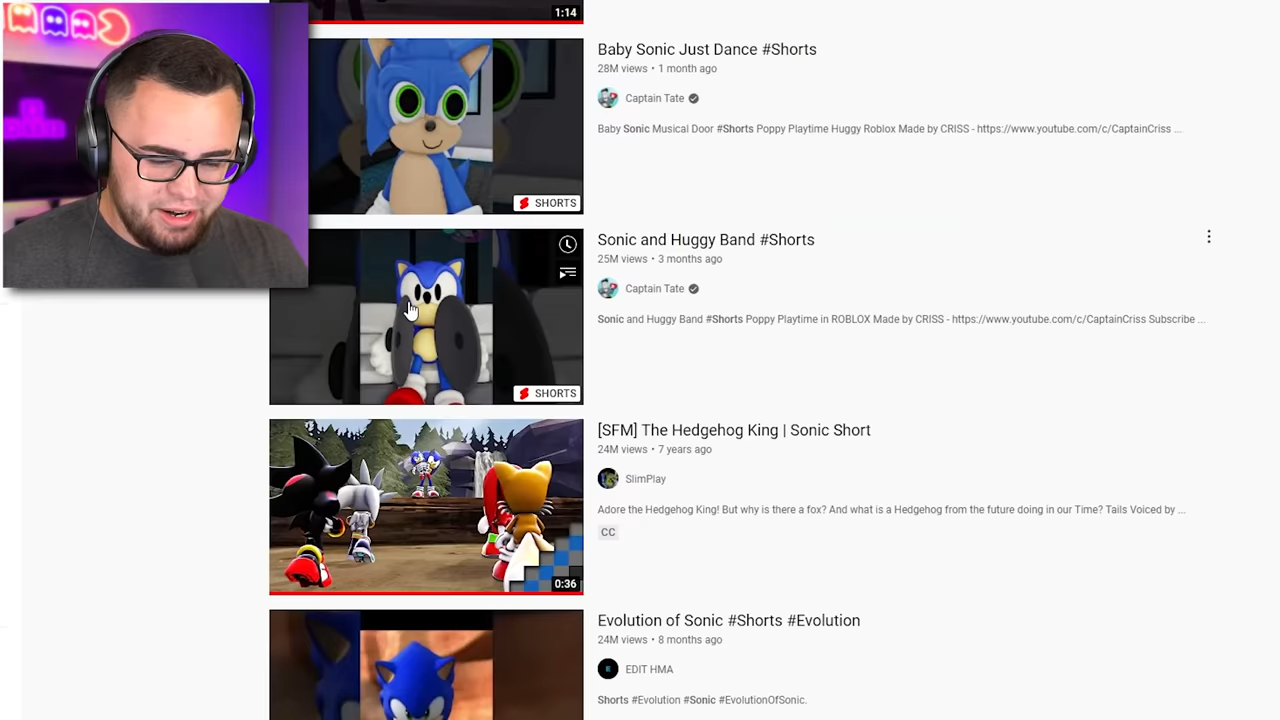 1:14
Baby Sonic Just Dance #Shorts
28M views • 1 month ago
Captain Tate
Baby Sonic Musical Door #Shorts Poppy Playtime Huggy Roblox Made by CRISS - https://www.youtube.com/c/CaptainCriss ...
SHORTS
Sonic and Huggy Band #Shorts
25M views • 3 months ago
Captain Tate
Sonic and Huggy Band #Shorts Poppy Playtime in ROBLOX Made by CRISS - https://www.youtube.com/c/CaptainCriss Subscribe ...
SHORTS
[SFM] The Hedgehog King | Sonic Short
24M views • 7 years ago
SlimPlay
Adore the Hedgehog King! But why is there a fox? And what is a Hedgehog from the future doing in our Time? Tails Voiced by ...
CC
0:36
Evolution of Sonic #Shorts #Evolution
24M views • 8 months ago
EDIT HMA
Shorts #Evolution #Sonic #EvolutionOfSonic.